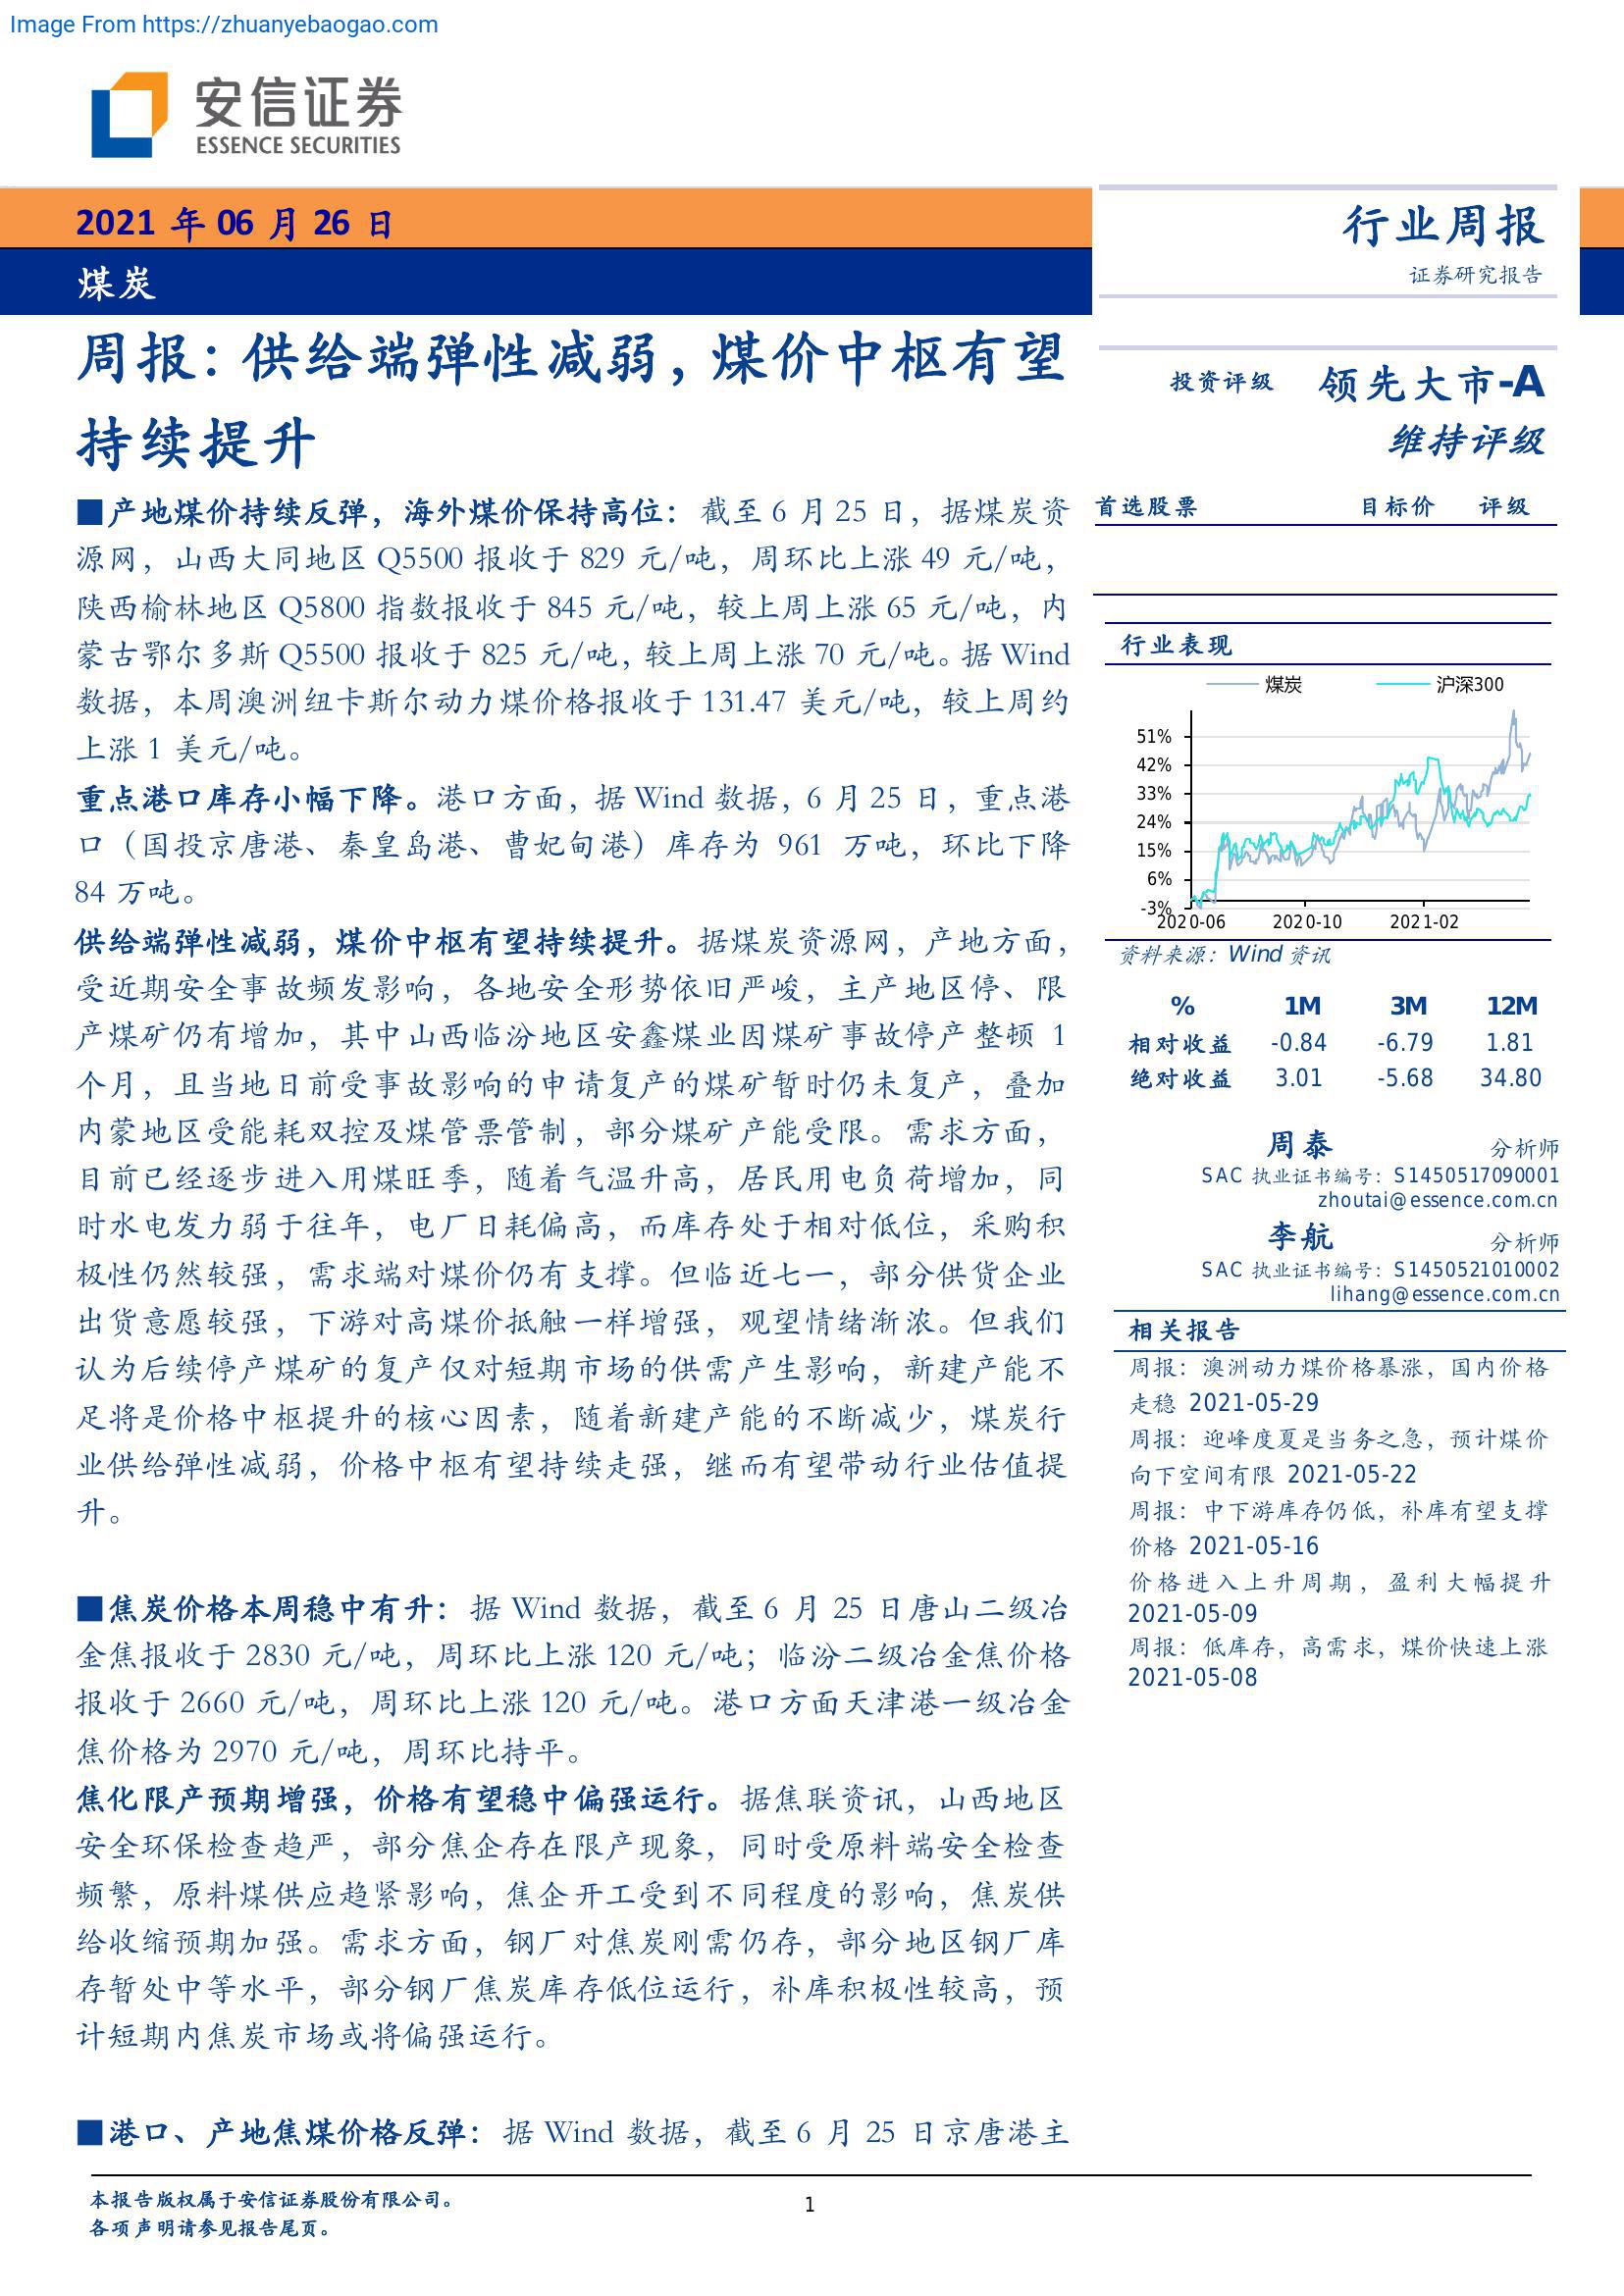 Image From https://zhuanyebaogao.com
安信证券
ESSENCE SECURITIES
2021 年 06 月 26 日
煤炭
行业周报
证券研究报告
周报：供给端弹性减弱，煤价中枢有望
持续提升
■产地煤价持续反弹，海外煤价保持高位：截至 6 月 25 日，据煤炭资
源网，山西大同地区 Q5500 报收于 829 元/吨，周环比上涨 49 元/吨，
陕西榆林地区 Q5800 指数报收于 845 元/吨，较上周上涨 65 元/吨，内
蒙古鄂尔多斯 Q5500 报收于 825 元/吨，较上周上涨 70 元/吨。据 Wind
数据，本周澳洲纽卡斯尔动力煤价格报收于 131.47 美元/吨，较上周约
上涨 1 美元/吨。
重点港口库存小幅下降。港口方面，据 Wind 数据，6 月 25 日，重点港
口（国投京唐港、秦皇岛港、曹妃甸港）库存为 961 万吨，环比下降
84 万吨。
供给端弹性减弱，煤价中枢有望持续提升。据煤炭资源网，产地方面，
受近期安全事故频发影响，各地安全形势依旧严峻，主产地区停、限
产煤矿仍有增加，其中山西临汾地区安鑫煤业因煤矿事故停产整顿 1
个月，且当地日前受事故影响的申请复产的煤矿暂时仍未复产，叠加
内蒙地区受能耗双控及煤管票管制，部分煤矿产能受限。需求方面，
目前已经逐步进入用煤旺季，随着气温升高，居民用电负荷增加，同
时水电发力弱于往年，电厂日耗偏高，而库存处于相对低位，采购积
极性仍然较强，需求端对煤价仍有支撑。但临近七一，部分供货企业
出货意愿较强，下游对高煤价抵触一样增强，观望情绪渐浓。但我们
认为后续停产煤矿的复产仅对短期市场的供需产生影响，新建产能不
足将是价格中枢提升的核心因素，随着新建产能的不断减少，煤炭行
业供给弹性减弱，价格中枢有望持续走强，继而有望带动行业估值提
升。
■焦炭价格本周稳中有升：据 Wind 数据，截至 6 月 25 日唐山二级冶
金焦报收于 2830 元/吨，周环比上涨 120 元/吨；临汾二级冶金焦价格
报收于 2660 元/吨，周环比上涨 120 元/吨。港口方面天津港一级冶金
焦价格为 2970 元/吨，周环比持平。
焦化限产预期增强，价格有望稳中偏强运行。据焦联资讯，山西地区
安全环保检查趋严，部分焦企存在限产现象，同时受原料端安全检查
频繁，原料煤供应趋紧影响，焦企开工受到不同程度的影响，焦炭供
给收缩预期加强。需求方面，钢厂对焦炭刚需仍存，部分地区钢厂库
存暂处中等水平，部分钢厂焦炭库存低位运行，补库积极性较高，预
计短期内焦炭市场或将偏强运行。
■港口、产地焦煤价格反弹：据 Wind 数据，截至 6 月 25 日京唐港主
投资评级 领先大市-A
维持评级
首选股票 目标价 评级
行业表现
煤炭 沪深300
51%
42%
33%
24%
15%
6%
-3%
2020-06 2020-10 2021-02
资料来源：Wind 资讯
% 1M 3M 12M
相对收益 -0.84 -6.79 1.81
绝对收益 3.01 -5.68 34.80
周泰 分析师
SAC 执业证书编号：S1450517090001
zhoutai@essence.com.cn
李航 分析师
SAC 执业证书编号：S1450521010002
lihang@essence.com.cn
相关报告
周报：澳洲动力煤价格暴涨，国内价格
走稳 2021-05-29
周报：迎峰度夏是当务之急，预计煤价
向下空间有限 2021-05-22
周报：中下游库存仍低，补库有望支撑
价格 2021-05-16
价格进入上升周期，盈利大幅提升
2021-05-09
周报：低库存，高需求，煤价快速上涨
2021-05-08
本报告版权属于安信证券股份有限公司。
各项声明请参见报告尾页。
1